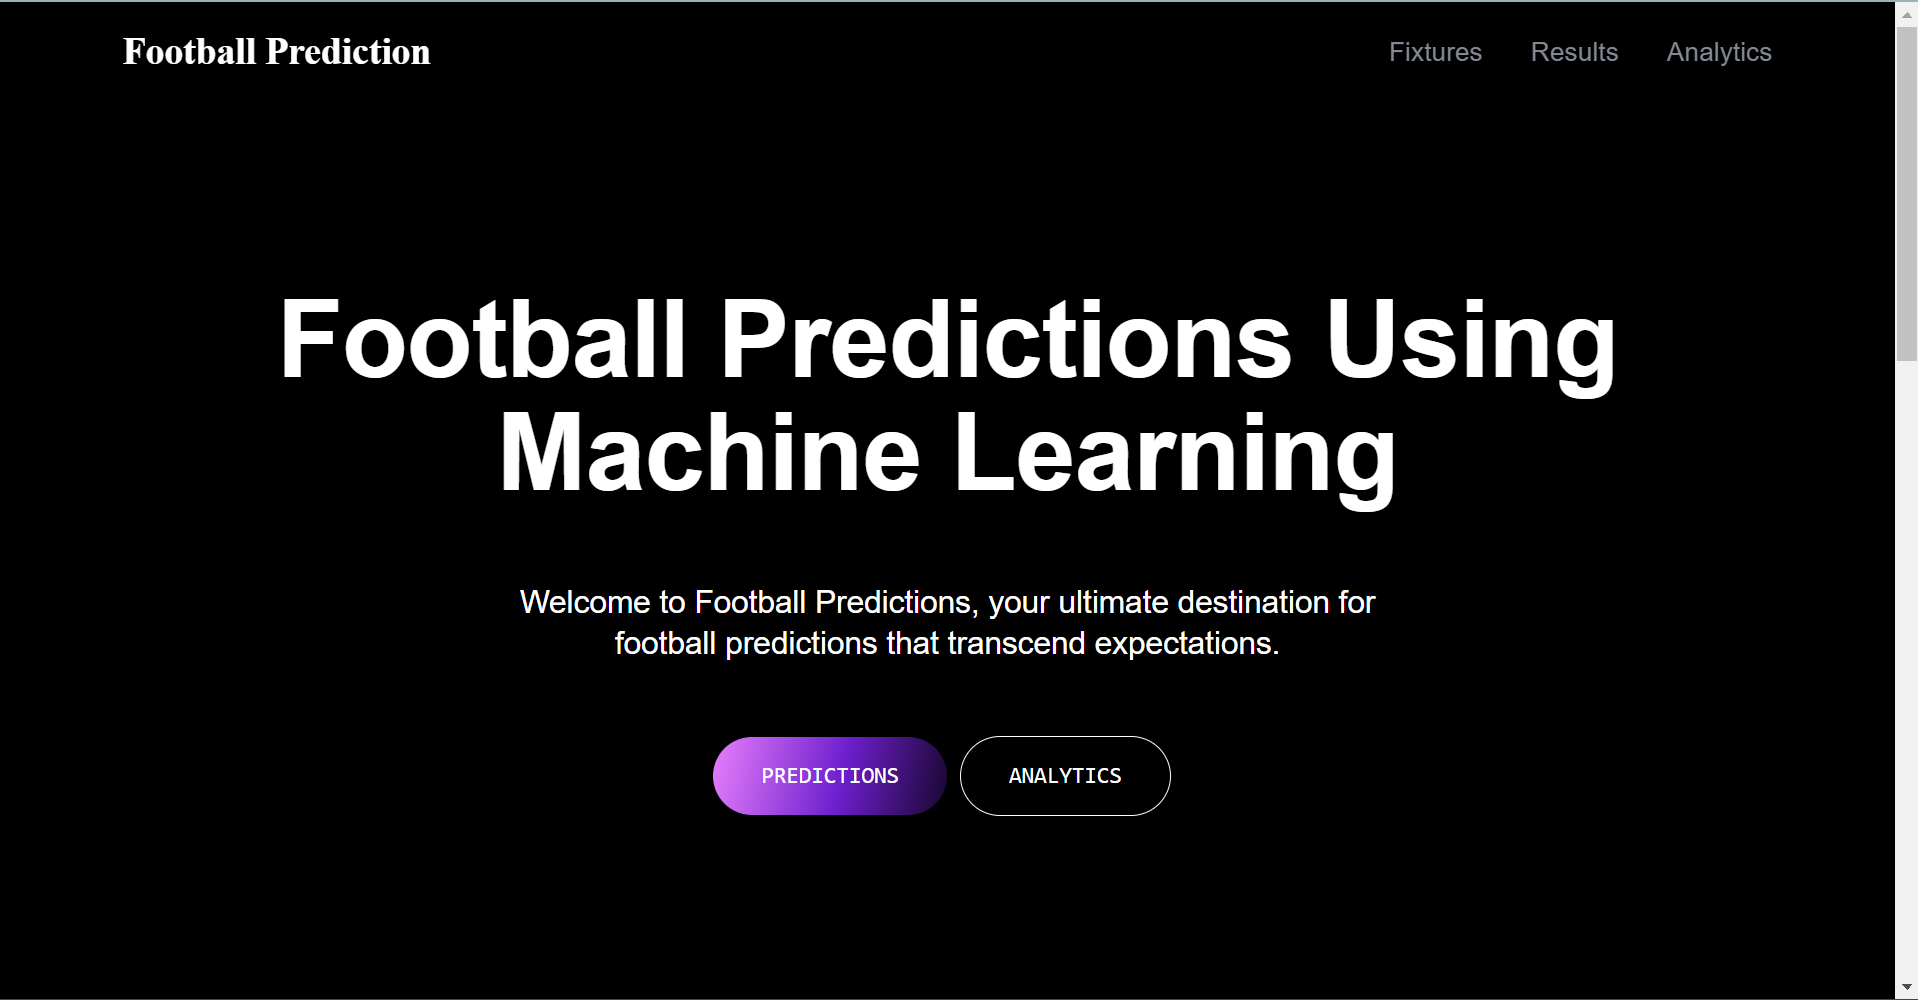 Football Prediction
Fixtures Results Analytics
Football Predictions Using
Machine Learning
Welcome to Football Predictions, your ultimate destination for
football predictions that transcend expectations.
PREDICTIONS ANALYTICS